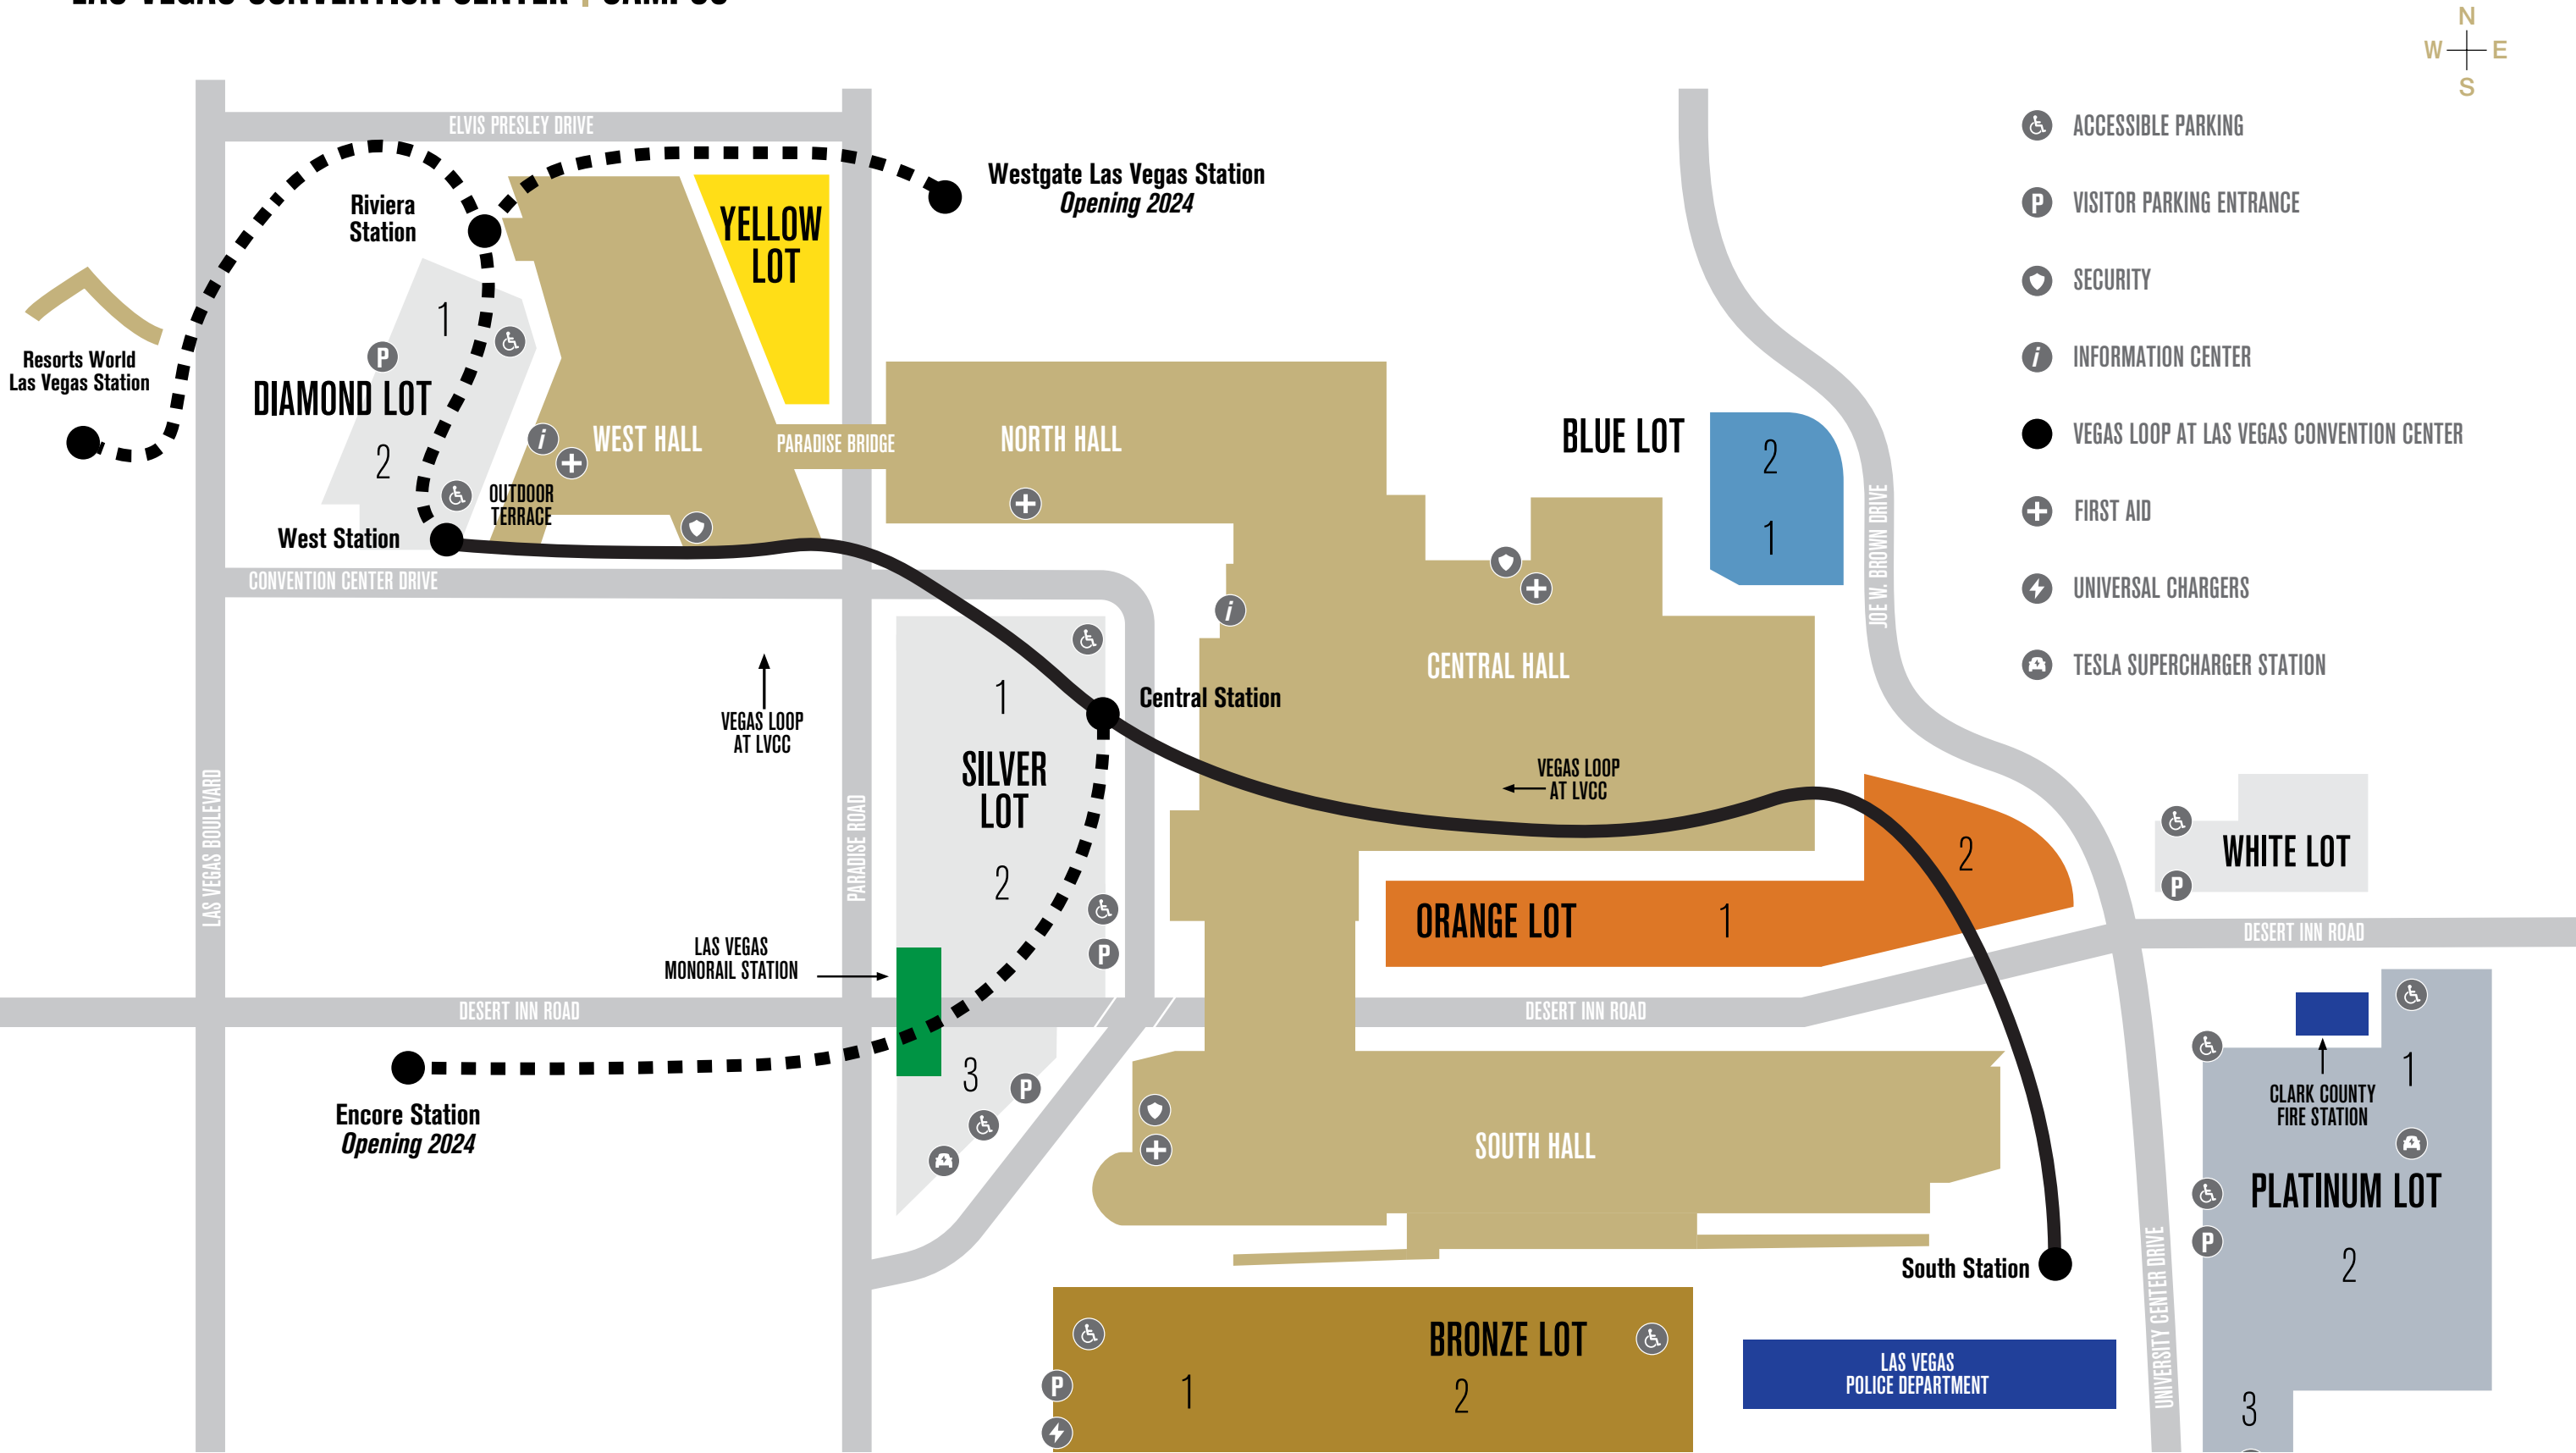 LAS VEGAS CONVENTION CENTER | CAMPUS
N
W E
S
ELVIS PRESLEY DRIVE
Riviera
Station
Westgate Las Vegas Station
Opening 2024
YELLOW
LOT
Resorts World
Las Vegas Station
1
P
DIAMOND LOT
2
i
WEST HALL
PARADISE BRIDGE
NORTH HALL
OUTDOOR
TERRACE
West Station
CONVENTION CENTER DRIVE
BLUE LOT
2
1
JOE W. BROWN DRIVE
ACCESSIBLE PARKING
P VISITOR PARKING ENTRANCE
SECURITY
i INFORMATION CENTER
VEGAS LOOP AT LAS VEGAS CONVENTION CENTER
FIRST AID
UNIVERSAL CHARGERS
TESLA SUPERCHARGER STATION
i
CENTRAL HALL
Central Station
VEGAS LOOP
AT LVCC
1
SILVER
LOT
2
P
VEGAS LOOP
AT LVCC
LAS VEGAS BOULEVARD
PARADISE ROAD
LAS VEGAS
MONORAIL STATION
ORANGE LOT 1
2
P
WHITE LOT
DESERT INN ROAD
DESERT INN ROAD
DESERT INN ROAD
3
P
Encore Station
Opening 2024
SOUTH HALL
South Station
CLARK COUNTY
FIRE STATION
1
PLATINUM LOT
P
2
3
UNIVERSITY CENTER DRIVE
BRONZE LOT
P
1
2
LAS VEGAS
POLICE DEPARTMENT